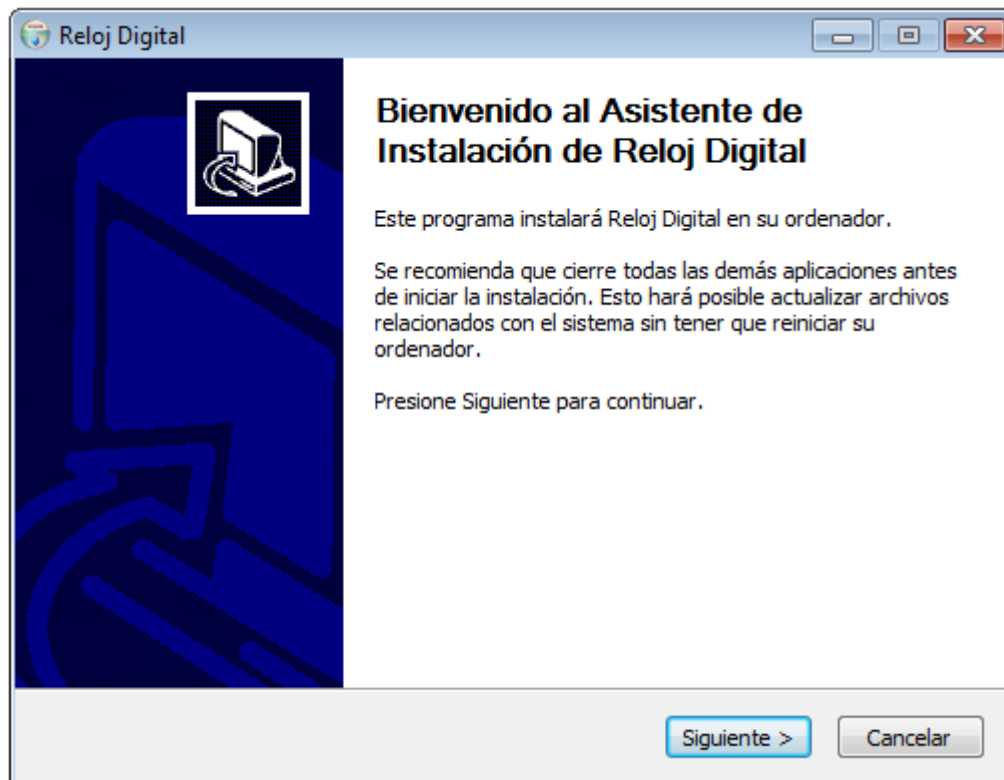 Reloj Digital
Bienvenido al Asistente de
Instalación de Reloj Digital
Este programa instalará Reloj Digital en su ordenador.
Se recomienda que cierre todas las demás aplicaciones antes
de iniciar la instalación. Esto hará posible actualizar archivos
relacionados con el sistema sin tener que reiniciar su
ordenador.
Presione Siguiente para continuar.
Siguiente >
Cancelar